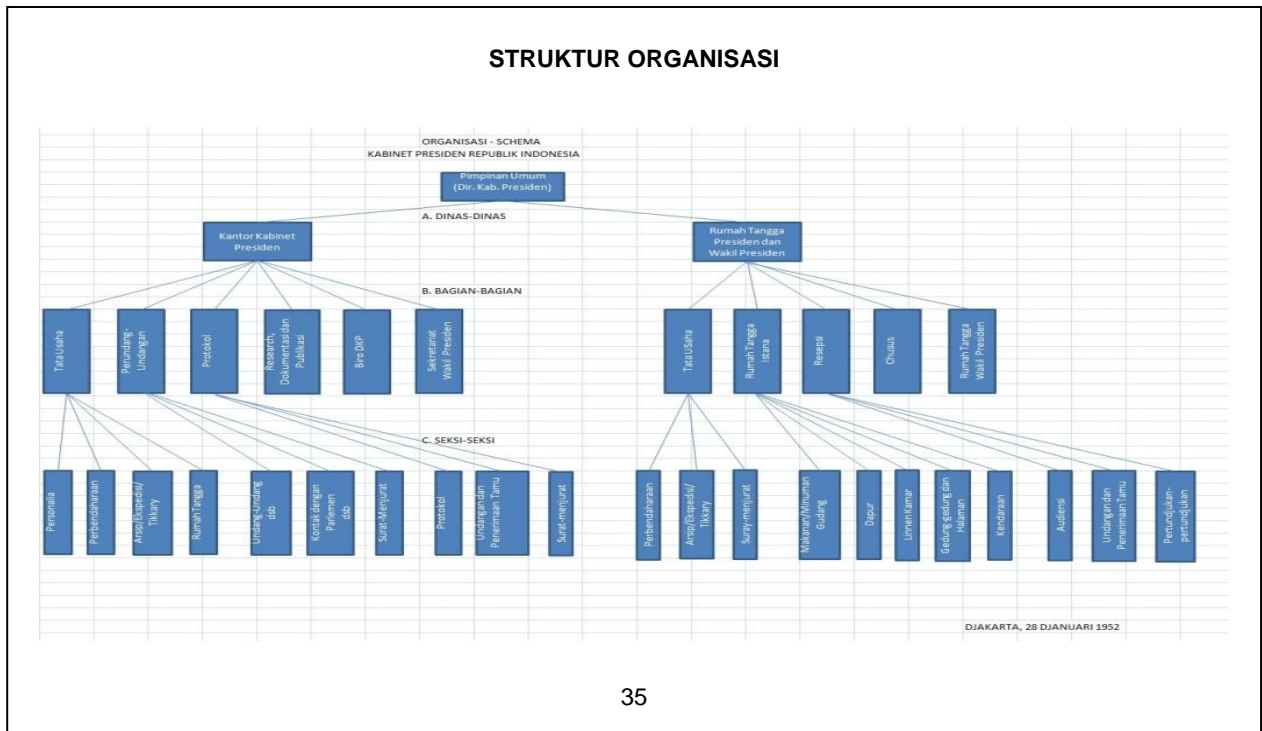 STRUKTUR ORGANISASI
ORGANISASI - SCHEMA
KABINET PRESIDEN REPUBLIK INDONESIA
Pimpinan Umum
(Dir. Kab. Presiden)
A. DINAS-DINAS
Kantor Kabinet
Presiden
Rumah Tangga
Presiden dan
Wakil Presiden
B. BAGIAN-BAGIAN
Tata Usaha
Perundang-
Undangan
Protokol
Research,
Dokumentasi dan
Publikasi
Biro DKP
Sekretariat
Wakil Presiden
Tata USaha
Rumah Tangga
Istana
Resepsi
Chusus
Rumah Tangga
Wakil Presiden
C. SEKSI-SEKSI
Personalia
Perbendaharaan
Arsip/Ekspedisi/
Tikkary
Rumah Tangga
Undang-Undang
dsb
Kontak dengan
Parlemen
dsb
Surat-Menjurat
Protokol
Undangan dan
Penerimaan Tamu
Surat-menjurat
Perbendaharaan
Arsip/Ekspedisi/
Tikkary
Suray-menjurat
Makanan/Minuman
Gudang
Dapur
Linnen Kamar
Gedung-gedung dan
Halaman
Kendaraan
Audiensi
Undangan dan
Penerimaan Tamu
Pertundjukan-
pertundjukan
DJAKARTA, 28 DJANUARI 1952
35